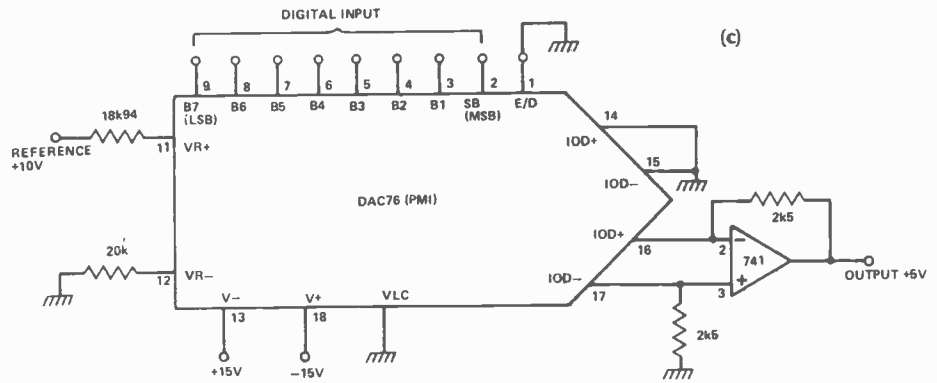 DIGITAL INPUT
(c)
9 8 7 6 5 4 3 2 1
B7 B6 B5 B4 B3 B2 B1 SB E/D
(LSB) (MSB)
14
18k94
IOD+
REFERENCE
+10V
11 VR+
15
IOD−
DAC76 (PMI)
2k5
IOD+
16
2 −
20k
741
OUTPUT +5V
12 VR−
IOD−
17
3 +
V− V+ VLC
13 18
2k5
+15V −15V